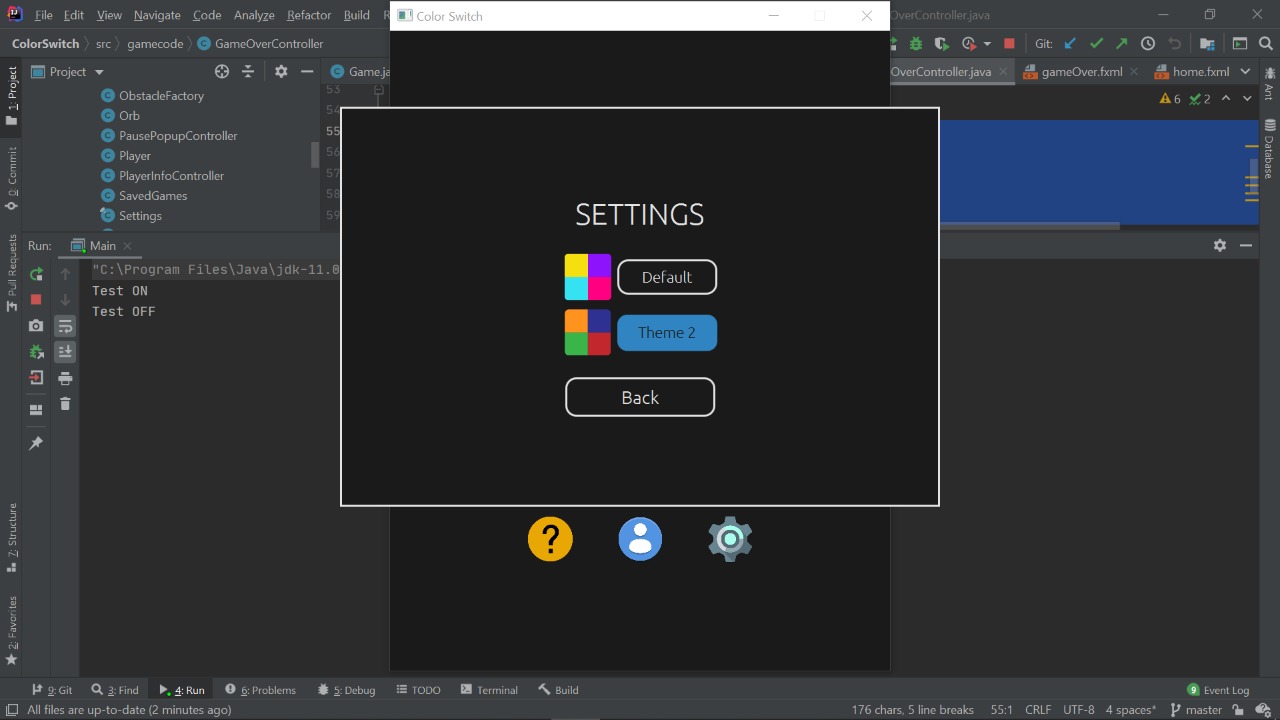 File Edit View Navigate Code Analyze Refactor Build
Color Switch
OverController.java
ColorSwitch src gamecode GameOverController
Git:
1: Project
Project
Game.ja
OverController.java
gameOver.fxml
home.fxml
Ant
ObstacleFactory
53
6 2
Orb
54
PausePopupController
55
Player
56
PlayerInfoController
57
SavedGames
58
Settings
59
0: Commit
Database
Pull Requests
Run: Main
"C:\Program Files\Java\jdk-11.0
Test ON
Test OFF
SETTINGS
Default
Theme 2
Back
?
7: Structure
2: Favorites
9: Git 3: Find 4: Run 6: Problems 5: Debug TODO Terminal Build
9 Event Log
All files are up-to-date (2 minutes ago)
176 chars, 5 line breaks 55:1 CRLF UTF-8 4 spaces* master